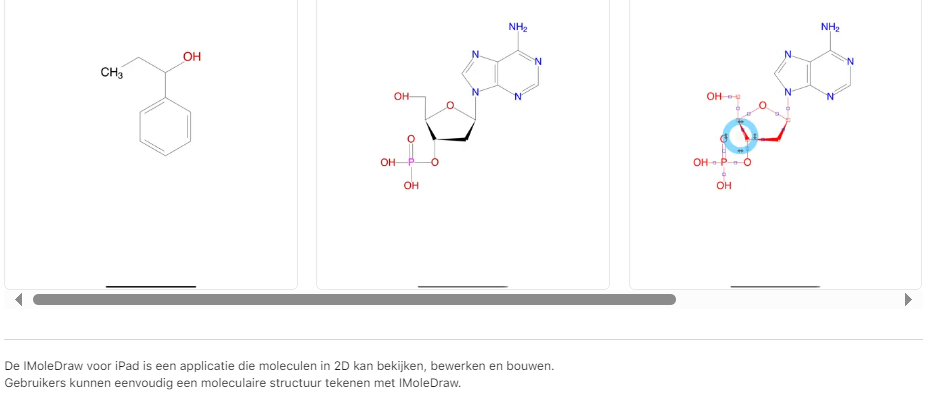 OH
CH3
NH2
N
N
N
N
OH
O
O
OH
P
O
OH
NH2
N
N
N
N
OH
O
O
OH
P
O
OH
De IMoleDraw voor iPad is een applicatie die moleculen in 2D kan bekijken, bewerken en bouwen.
Gebruikers kunnen eenvoudig een moleculaire structuur tekenen met IMoleDraw.